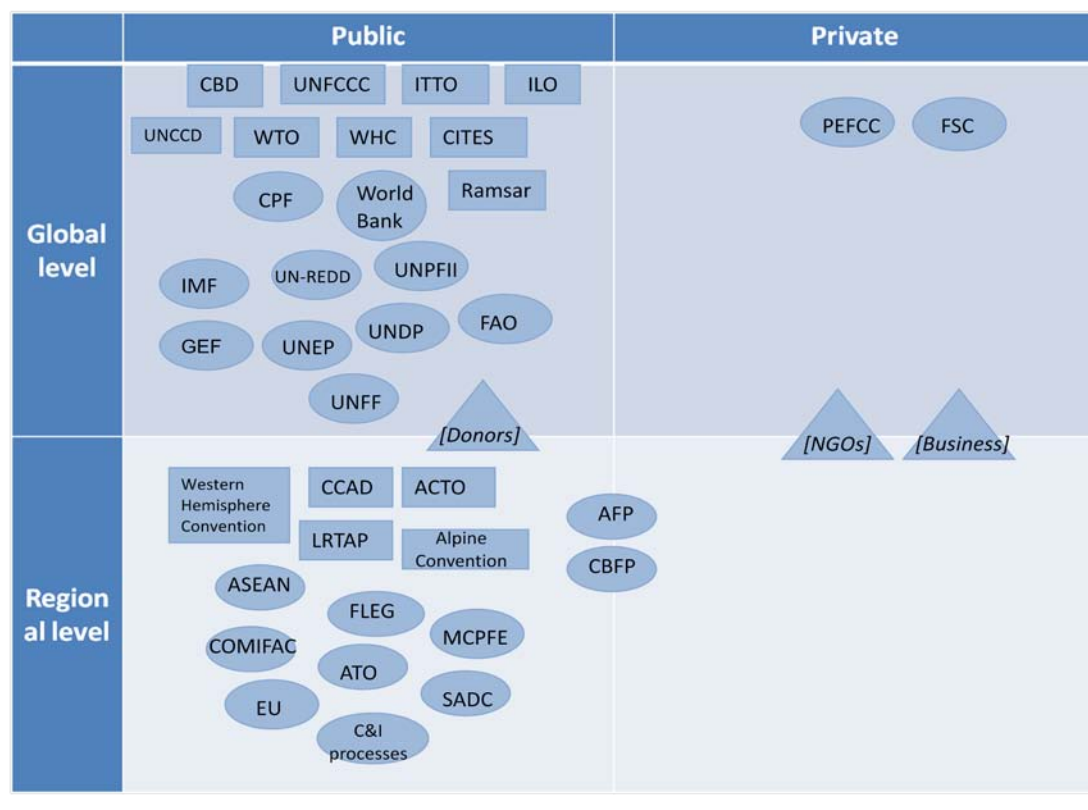 Public
Private
Global
level
CBD
UNFCCC
ITTO
ILO
UNCCD
WTO
WHC
CITES
PEFCC
FSC
CPF
World
Bank
Ramsar
IMF
UN-REDD
UNPFII
GEF
UNEP
UNDP
FAO
UNFF
[Donors]
[NGOs]
[Business]
Region
al level
Western
Hemisphere
Convention
CCAD
ACTO
LRTAP
Alpine
Convention
AFP
CBFP
ASEAN
FLEG
MCPFE
COMIFAC
ATO
EU
SADC
C&I
processes